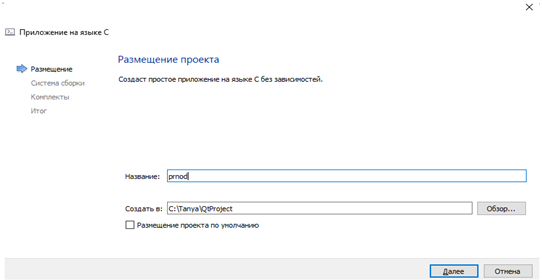 Приложение на языке C
Размещение
Система сборки
Комплекты
Итог
Размещение проекта
Создаст простое приложение на языке C без зависимостей.
Название: prnod
Создать в: C:\Tanya\QtProject Обзор...
Размещение проекта по умолчанию
Далее Отмена